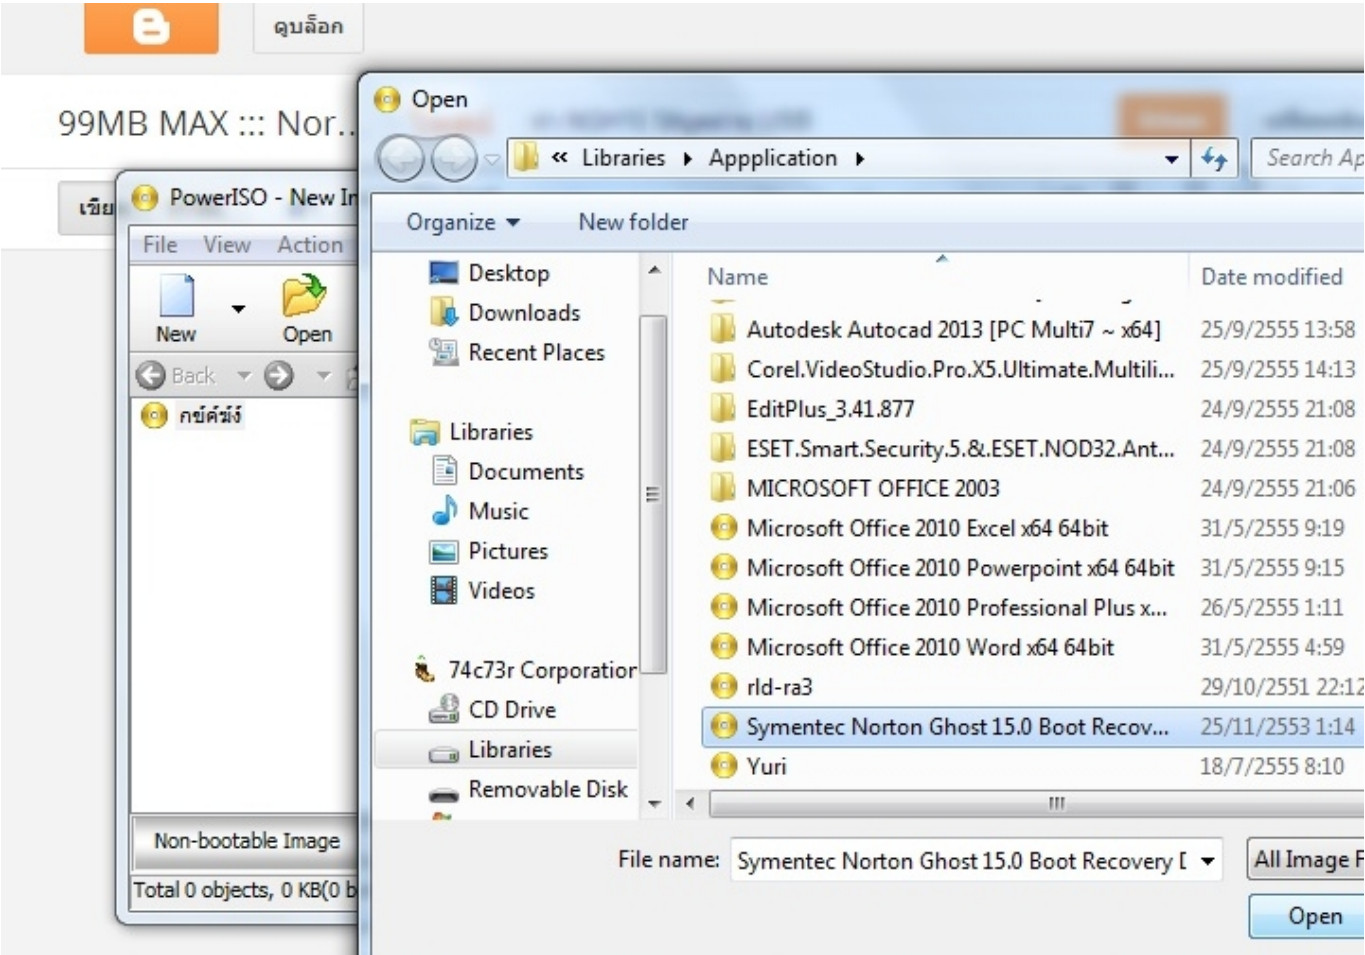 ดูบล็อก
99MB MAX ::: Nor...
เขีย
PowerISO - New In
File View Action
New Open
Back
กข์ค์ฆ์ง์
Non-bootable Image
Total 0 objects, 0 KB(0 b
Open
« Libraries Appplication
Search Ap
Organize New folder
Desktop
Downloads
Recent Places
Libraries
Documents
Music
Pictures
Videos
74c73r Corporation
CD Drive
Libraries
Removable Disk
Name Date modified
Autodesk Autocad 2013 [PC Multi7 ~ x64] 25/9/2555 13:58
Corel.VideoStudio.Pro.X5.Ultimate.Multili... 25/9/2555 14:13
EditPlus_3.41.877 24/9/2555 21:08
ESET.Smart.Security.5.&.ESET.NOD32.Ant... 24/9/2555 21:08
MICROSOFT OFFICE 2003 24/9/2555 21:06
Microsoft Office 2010 Excel x64 64bit 31/5/2555 9:19
Microsoft Office 2010 Powerpoint x64 64bit 31/5/2555 9:15
Microsoft Office 2010 Professional Plus x... 26/5/2555 1:11
Microsoft Office 2010 Word x64 64bit 31/5/2555 4:59
rld-ra3 29/10/2551 22:12
Symentec Norton Ghost 15.0 Boot Recov... 25/11/2553 1:14
Yuri 18/7/2555 8:10
File name: Symentec Norton Ghost 15.0 Boot Recovery D All Image F
Open